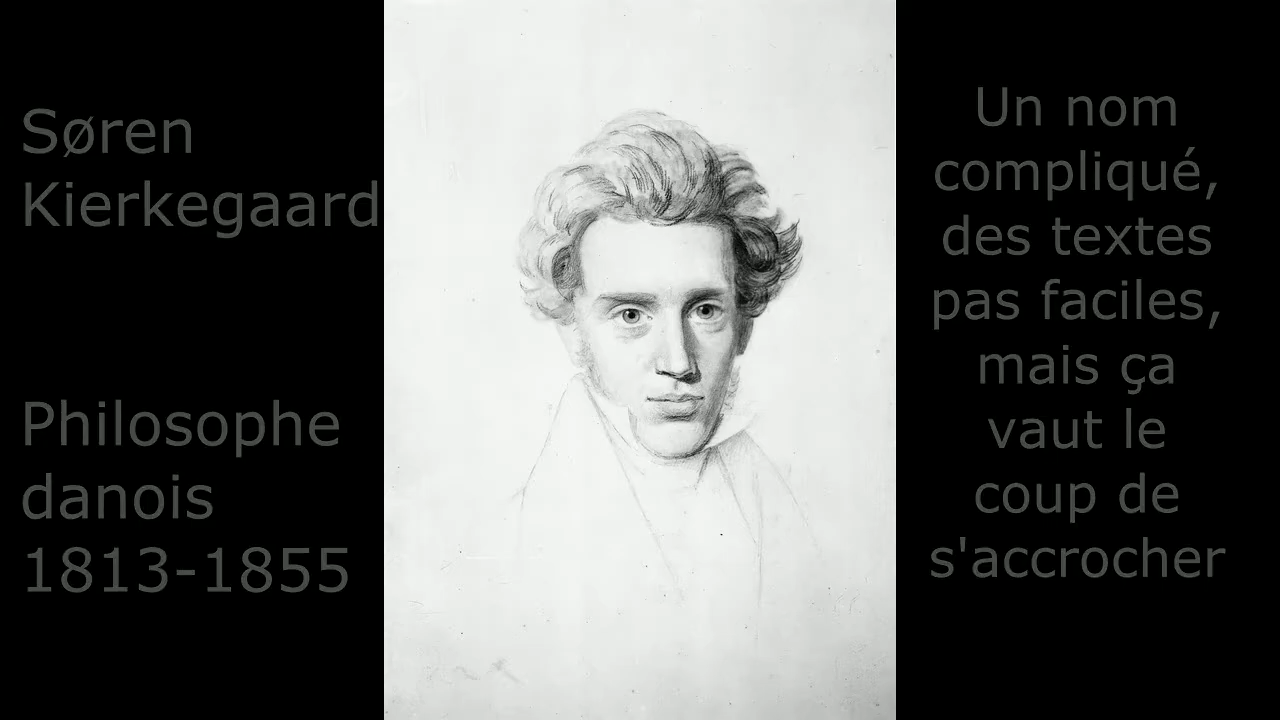 Søren
Kierkegaard
Philosophe
danois
1813-1855
Un nom
compliqué,
des textes
pas faciles,
mais ça
vaut le
coup de
s'accrocher